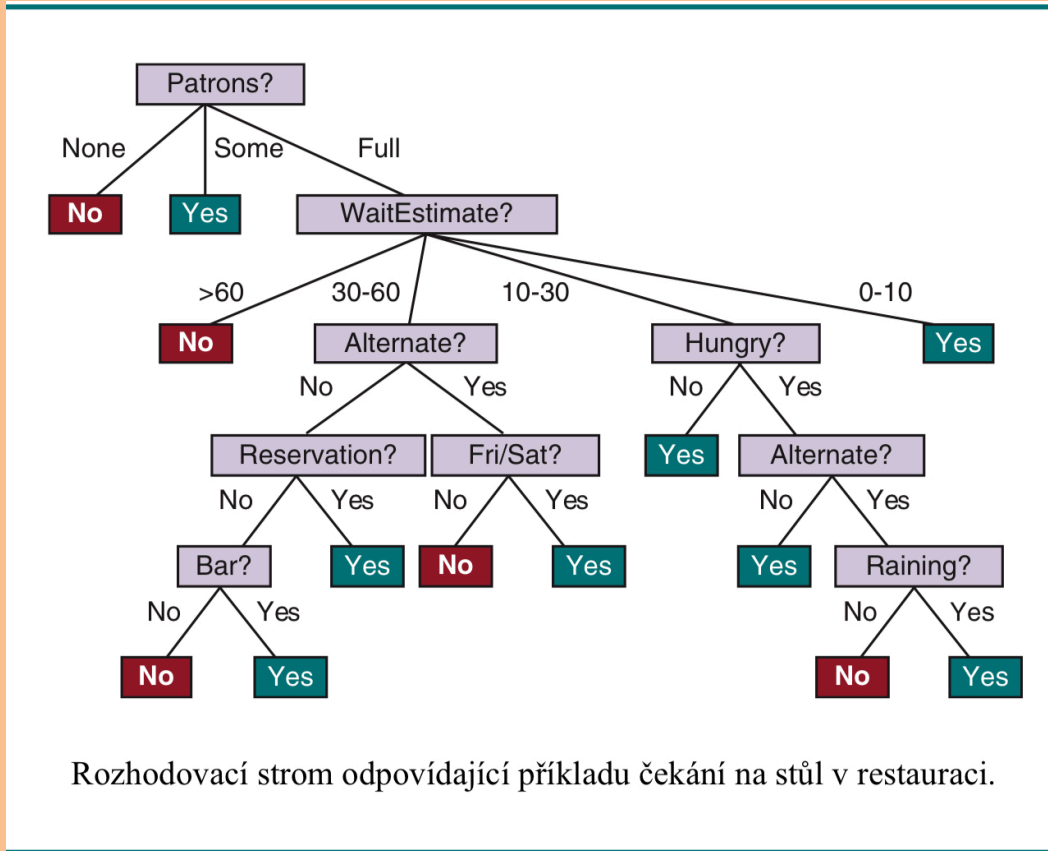 Patrons?
None Some Full
No Yes WaitEstimate?
>60 30-60 10-30 0-10
No Alternate? Hungry? Yes
No Yes No Yes
Reservation? Fri/Sat? Yes Alternate?
No Yes No Yes No Yes
Bar? Yes No Yes Yes Raining?
No Yes No Yes
No Yes No Yes
Rozhodovací strom odpovídající příkladu čekání na stůl v restauraci.